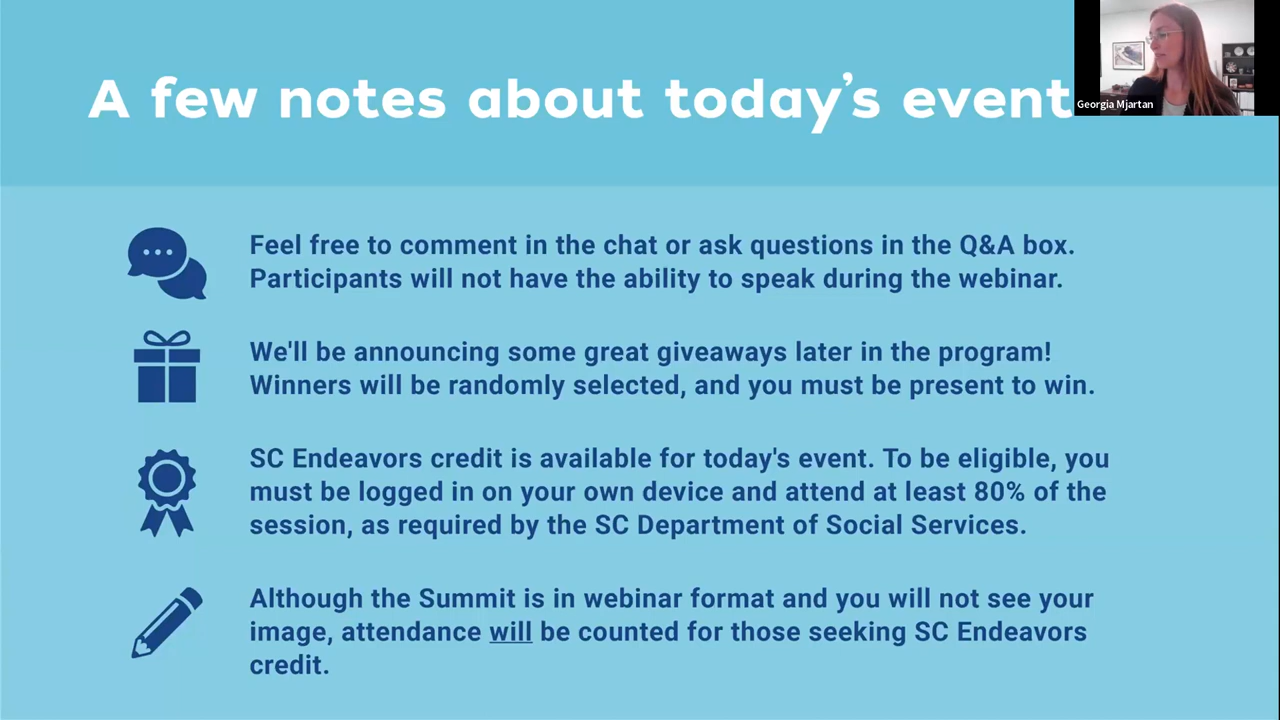 A few notes about today's event
Georgia Mjartan
Feel free to comment in the chat or ask questions in the Q&A box.
Participants will not have the ability to speak during the webinar.
We'll be announcing some great giveaways later in the program!
Winners will be randomly selected, and you must be present to win.
SC Endeavors credit is available for today's event. To be eligible, you
must be logged in on your own device and attend at least 80% of the
session, as required by the SC Department of Social Services.
Although the Summit is in webinar format and you will not see your
image, attendance will be counted for those seeking SC Endeavors
credit.